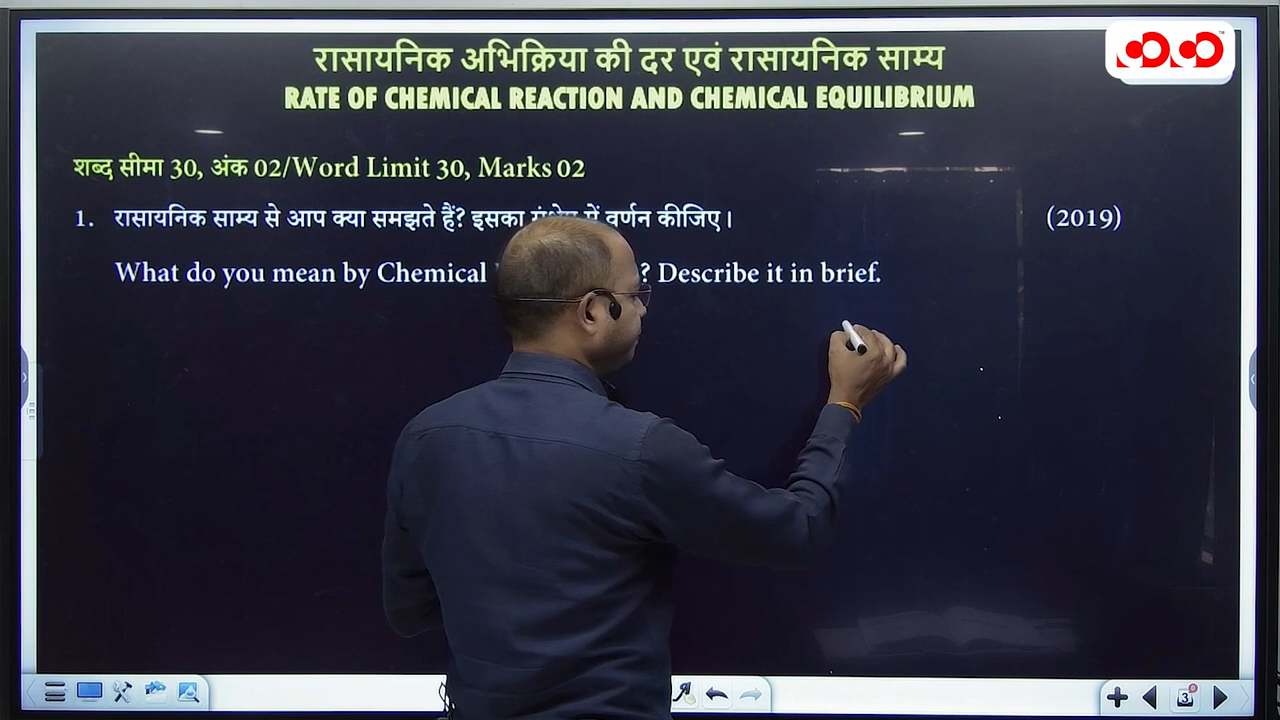 रासायनिक अभिक्रिया की दर एवं रासायनिक साम्य
RATE OF CHEMICAL REACTION AND CHEMICAL EQUILIBRIUM
शब्द सीमा 30, अंक 02/Word Limit 30, Marks 02
1. रासायनिक साम्य से आप क्या समझते हैं? इसका में वर्णन कीजिए। (2019)
What do you mean by Chemical ? Describe it in brief.
3